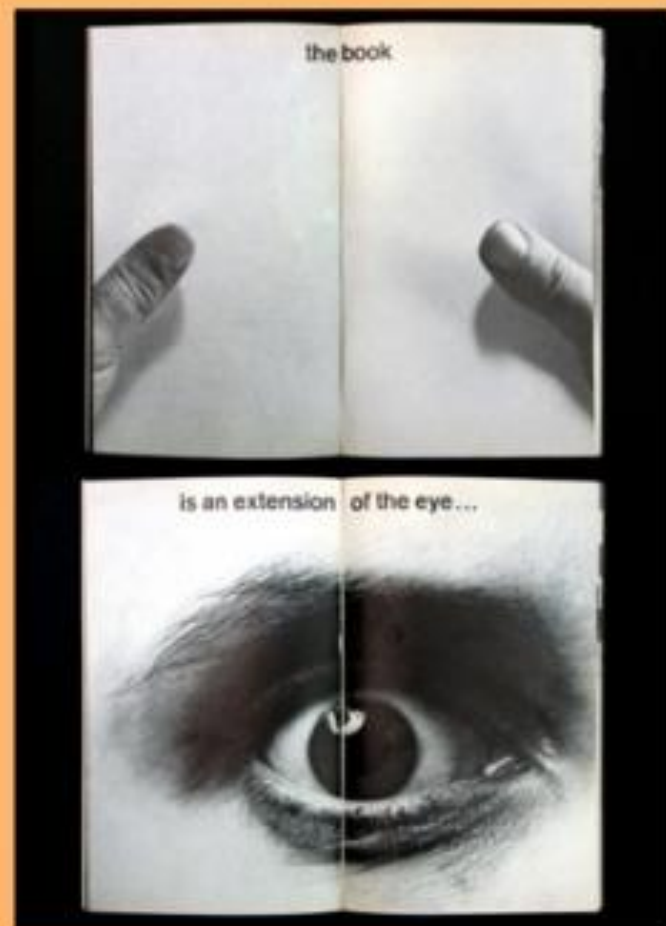 the book
is an extension of the eye...